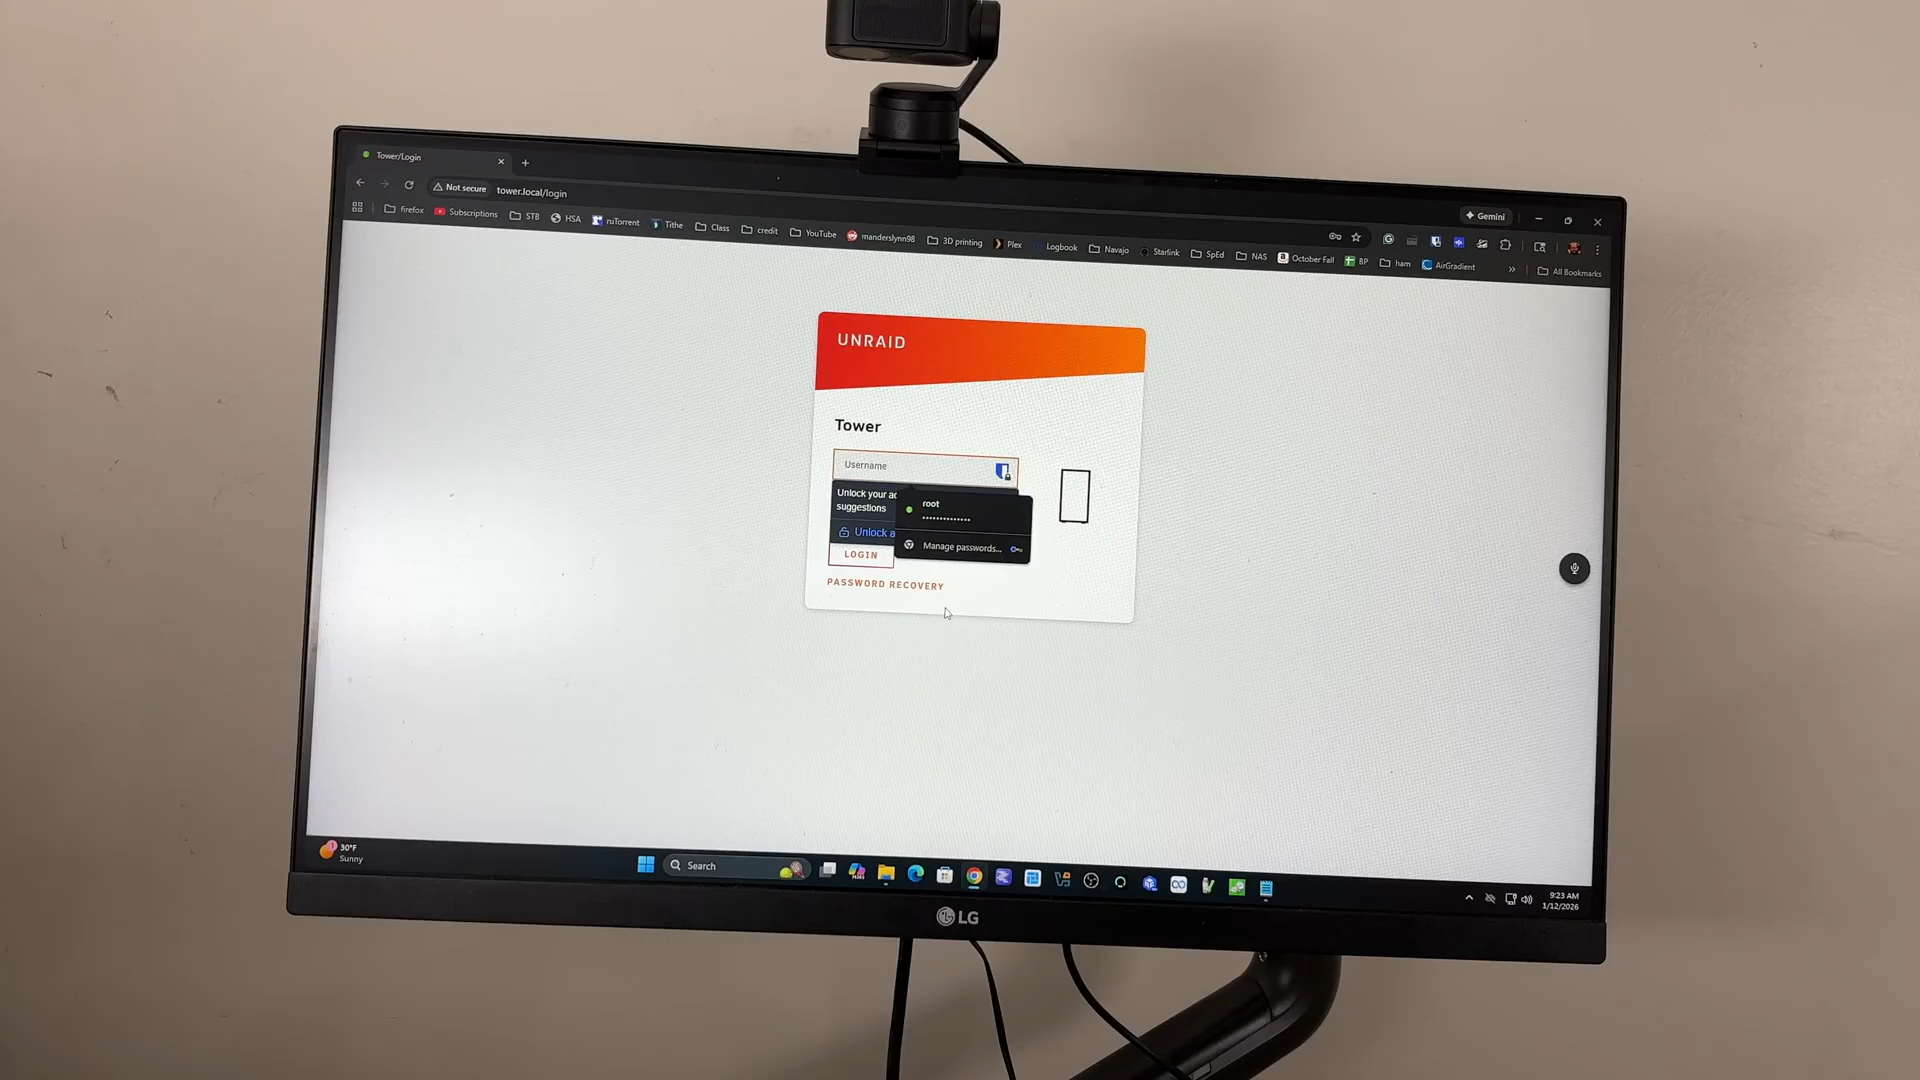 Tower/Login
Not secure tower.local/login
Gemini
firefox Subscriptions STB HSA ruTorrent Tithe Class credit YouTube manderslynn98 3D printing Plex Logbook Navajo Starlink SpEd NAS October Fall BP ham AirGradient All Bookmarks
UNRAID
Tower
Username
Unlock your ac
suggestions
Unlock a
root
Manage passwords...
LOGIN
PASSWORD RECOVERY
30°F
Sunny
Search
9:23 AM
1/12/2026
LG